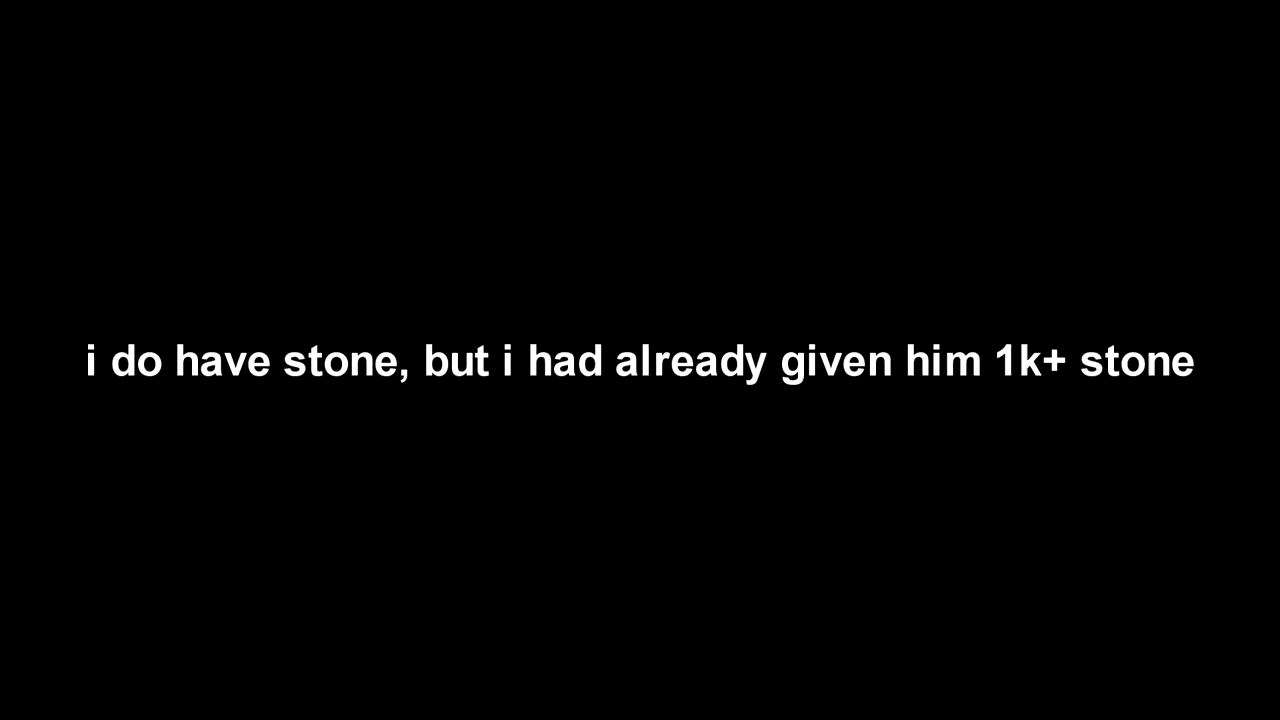 i do have stone, but i had already given him 1k+ stone